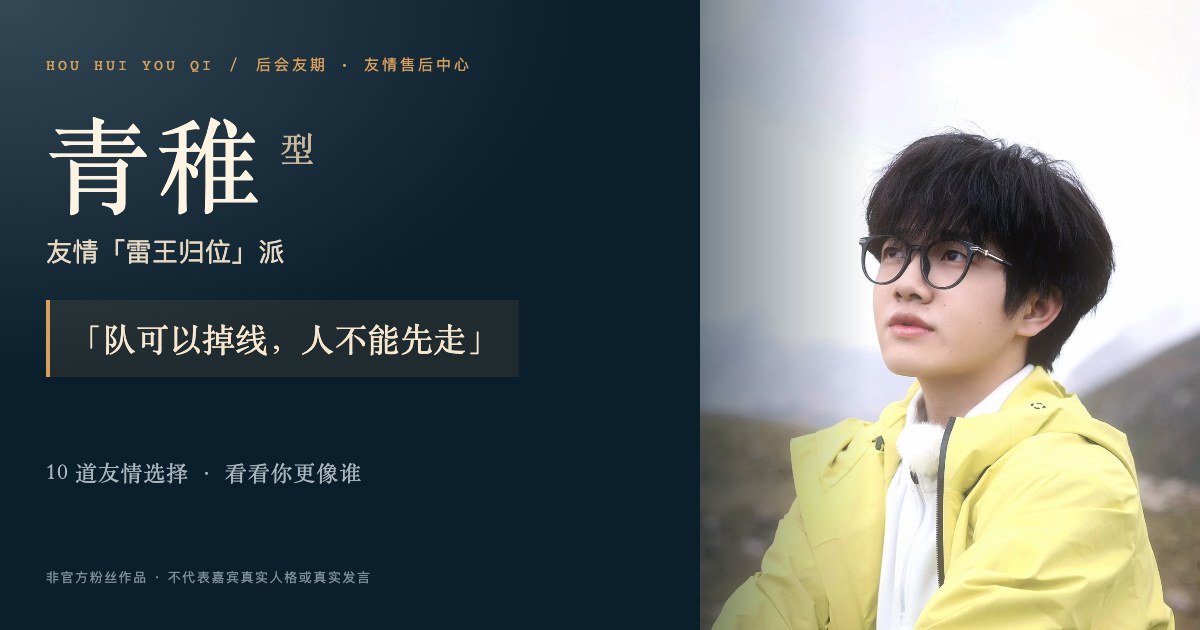 HOU HUI YOU QI / 后会友期 · 友情售后中心
青稚 型
友情「雷王归位」派
「队可以掉线，人不能先走」
10 道友情选择 · 看看你更像谁
非官方粉丝作品 · 不代表嘉宾真实人格或真实发言